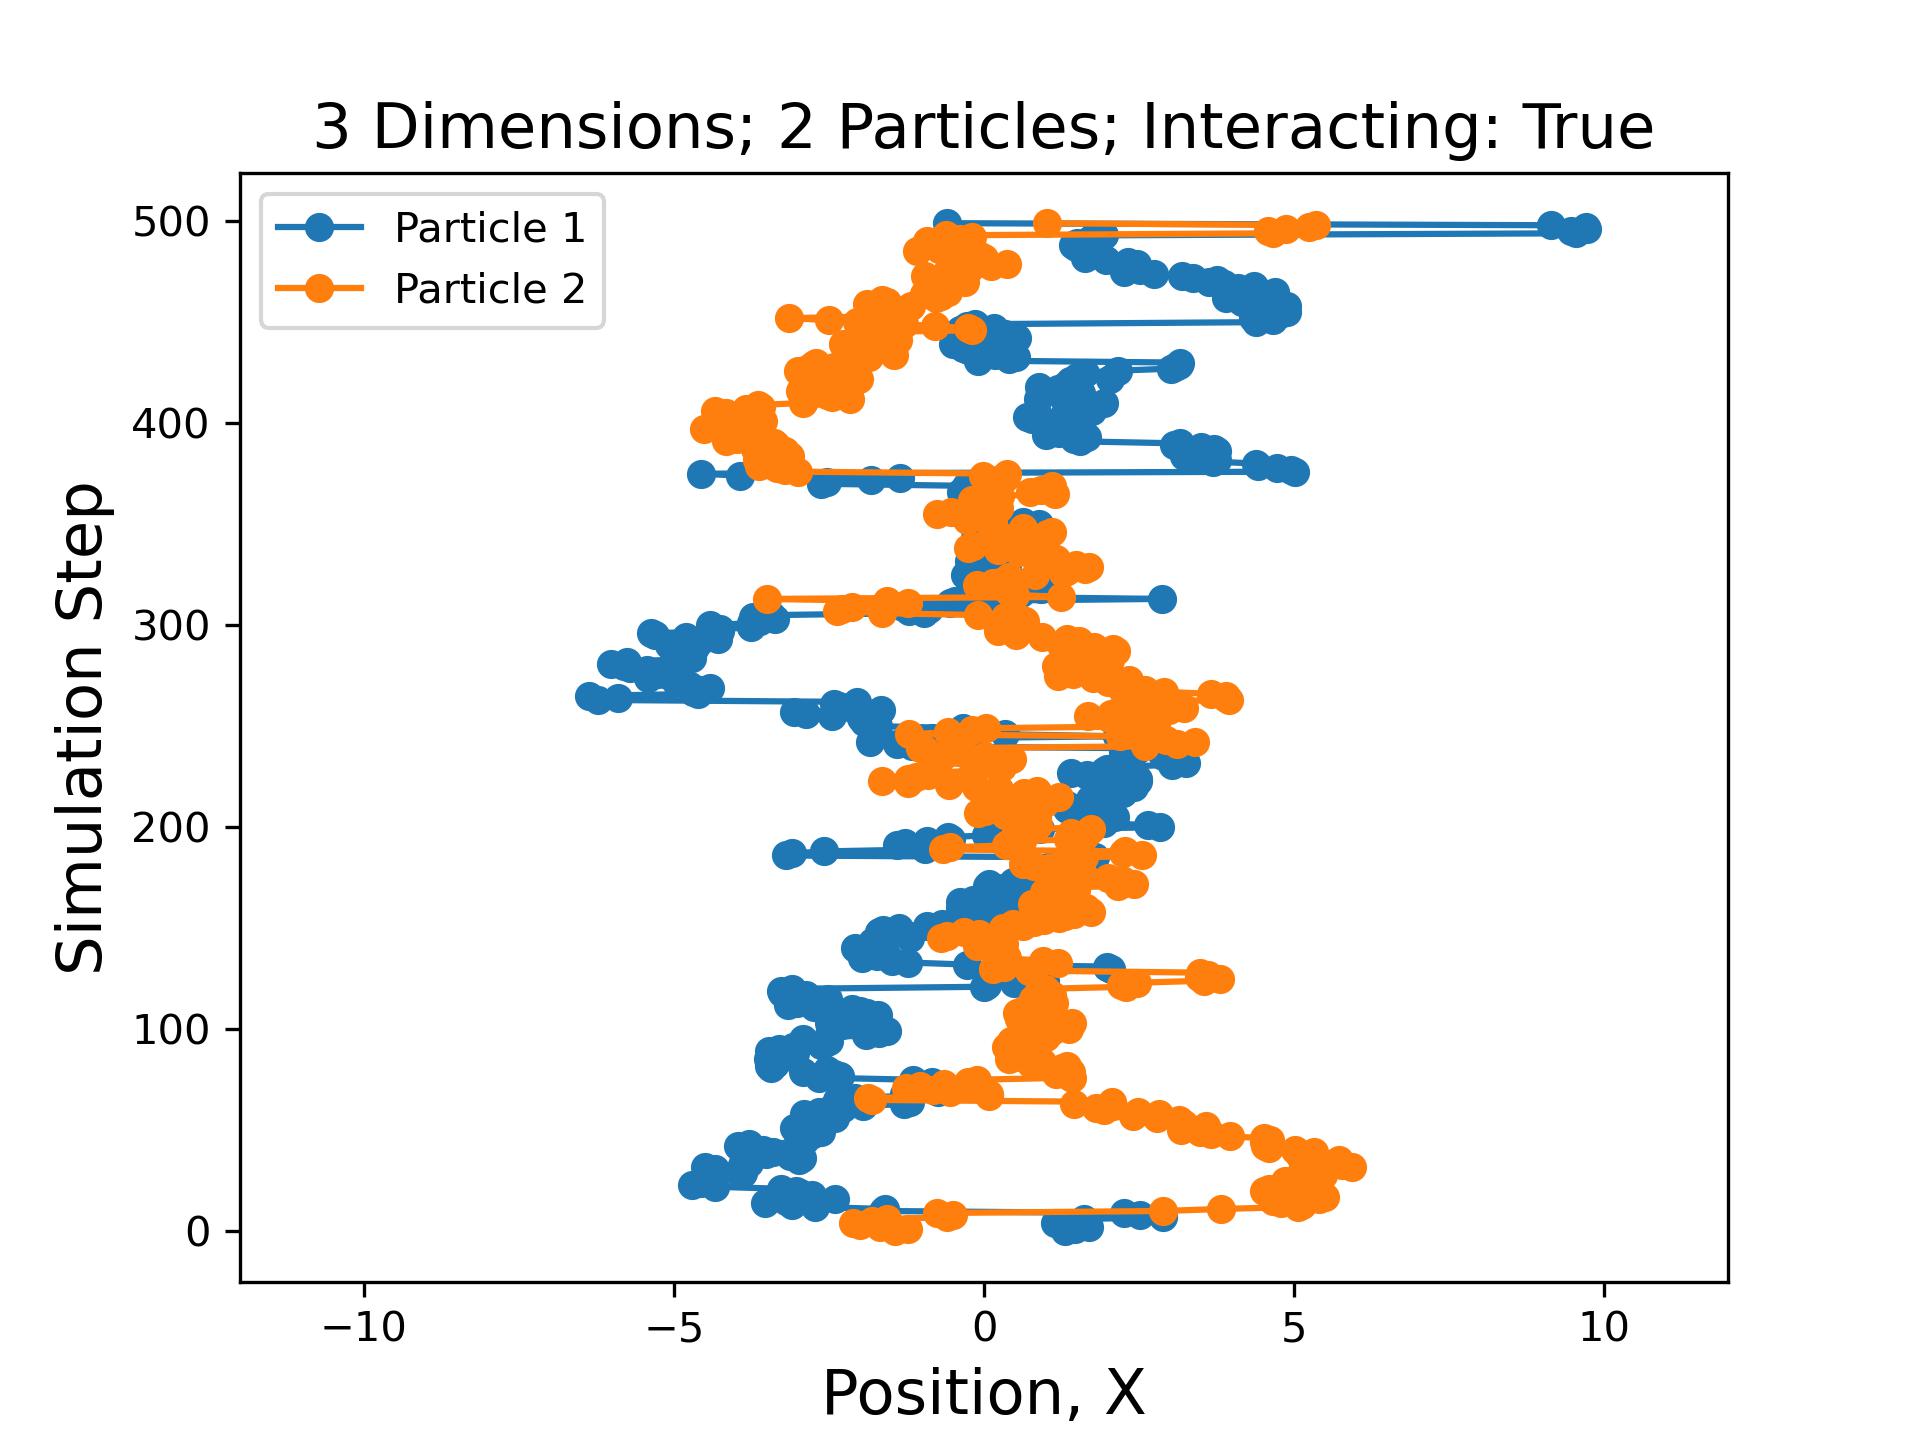 3 Dimensions; 2 Particles; Interacting: True
Particle 1
Particle 2
500
400
300
200
100
0
Simulation Step
−10
−5
0
5
10
Position, X